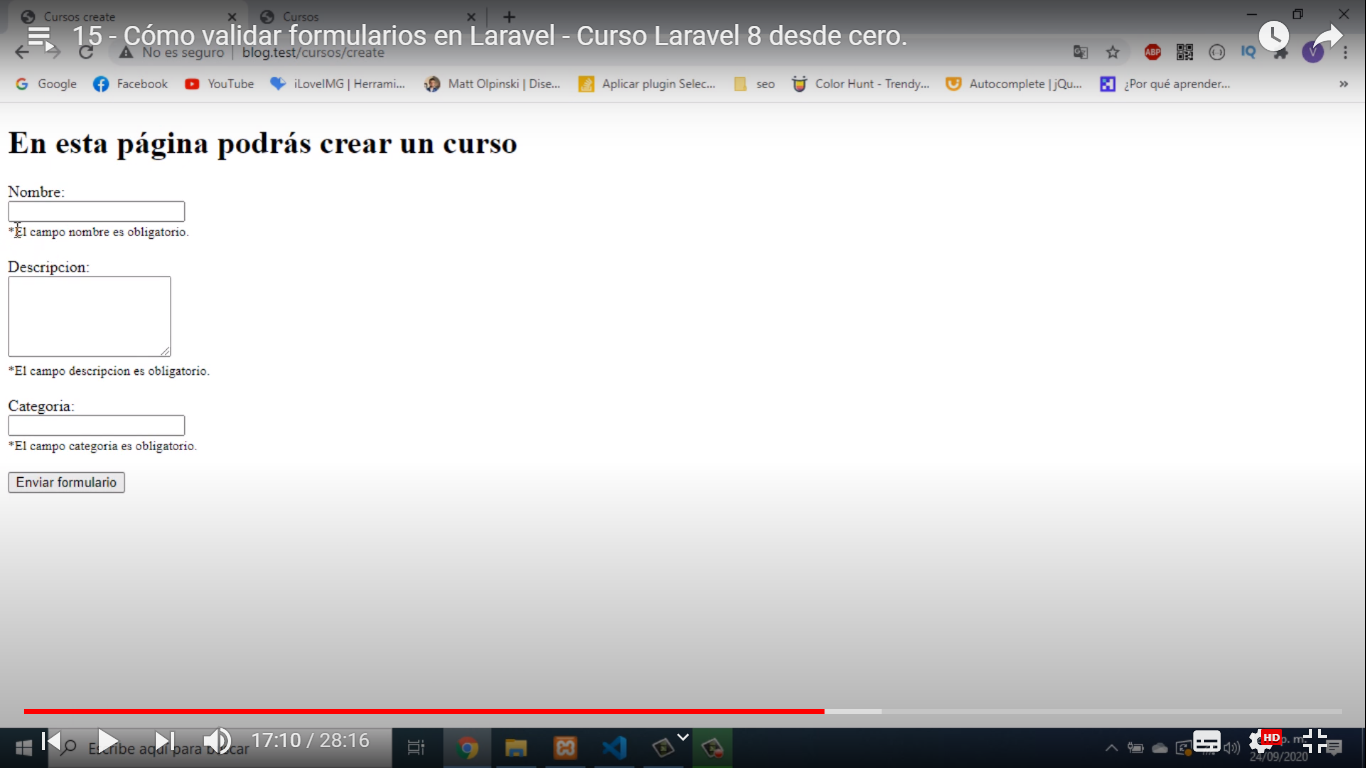 Cursos create
Cursos
15 - Cómo validar formularios en Laravel - Curso Laravel 8 desde cero.
No es seguro
blog.test/cursos/create
ABP
IQ
V
Google
Facebook
YouTube
iLoveIMG | Herrami...
Matt Olpinski | Dise...
Aplicar plugin Selec...
seo
Color Hunt - Trendy...
Autocomplete | jQu...
¿Por qué aprender...
»
En esta página podrás crear un curso
Nombre:
*El campo nombre es obligatorio.
Descripcion:
*El campo descripcion es obligatorio.
Categoria:
*El campo categoria es obligatorio.
Enviar formulario
17:10 / 28:16
Escribe aquí para buscar
HD
24/09/2020